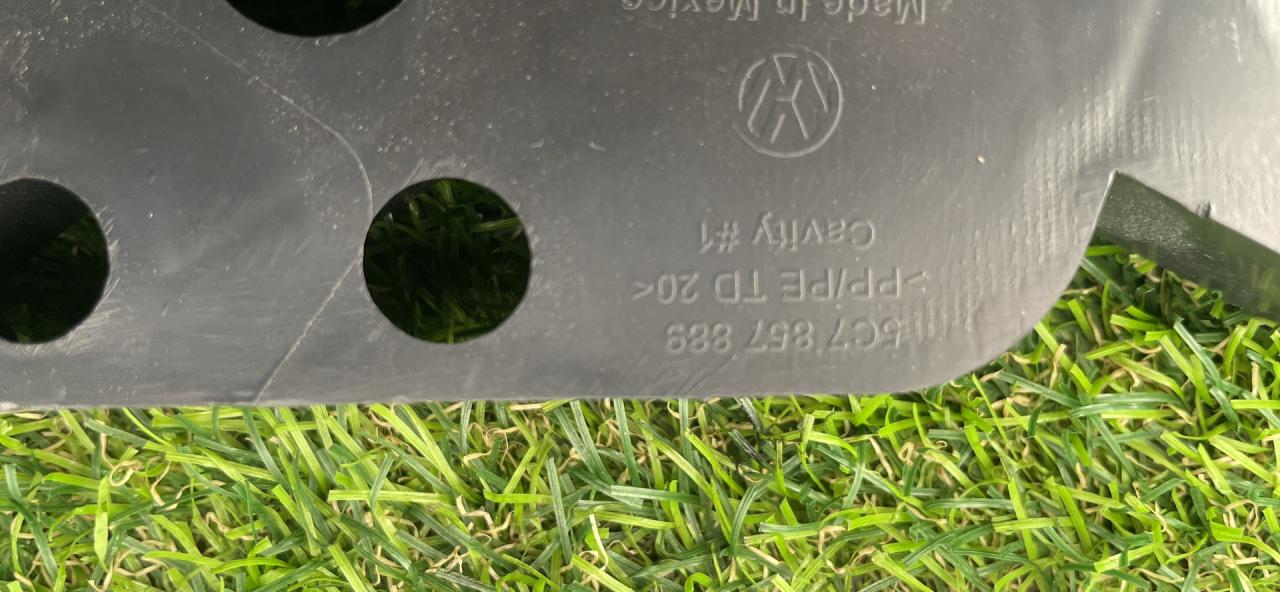 5C7 857 889
>PP/PE TD 20<
Cavity #1
Made in Mexico